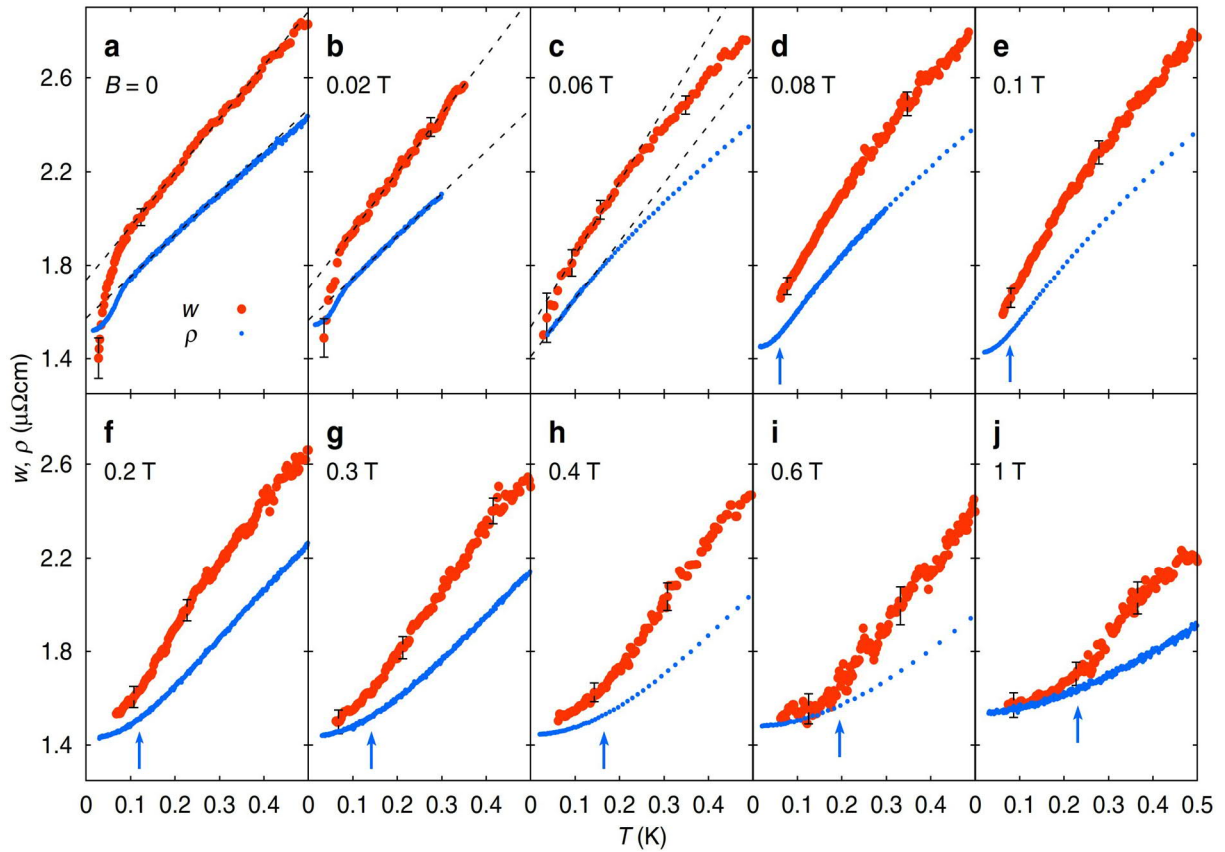 a
B = 0
b
0.02 T
c
0.06 T
d
0.08 T
e
0.1 T
w
ρ
2.6
2.2
1.8
1.4
f
0.2 T
g
0.3 T
h
0.4 T
i
0.6 T
j
1 T
2.6
2.2
1.8
1.4
w, ρ (μΩcm)
0 0.1 0.2 0.3 0.4 0 0.1 0.2 0.3 0.4 0 0.1 0.2 0.3 0.4 0 0.1 0.2 0.3 0.4 0 0.1 0.2 0.3 0.4 0.5
T (K)